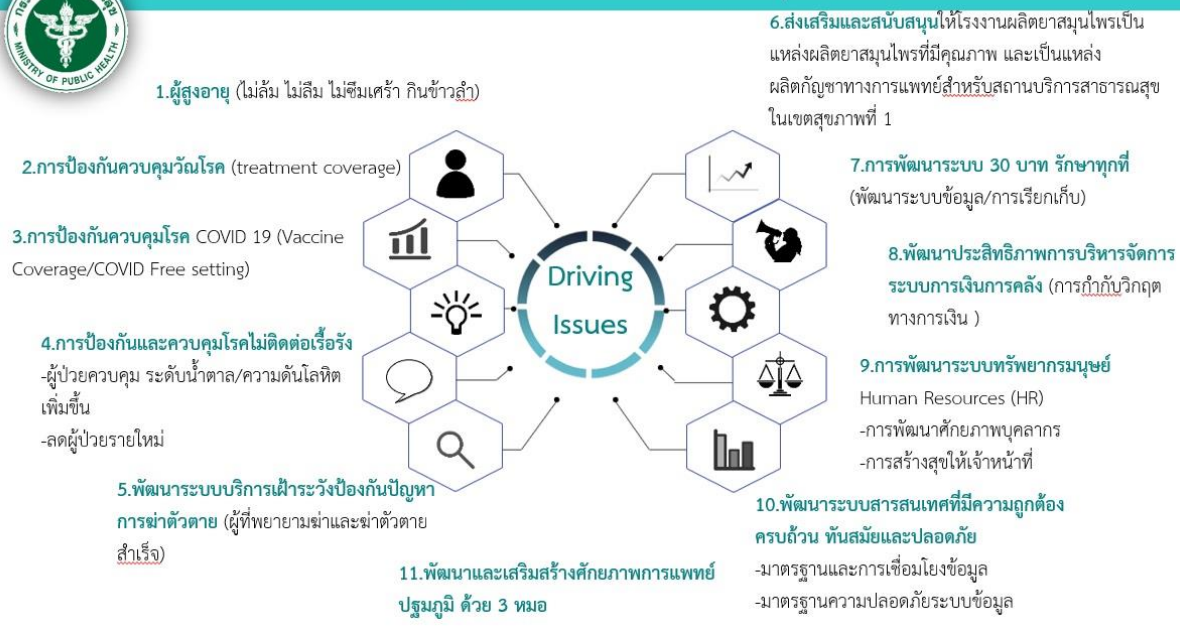 MINISTRY OF PUBLIC HEALTH
1.ผู้สูงอายุ (ไม่ล้ม ไม่ลืม ไม่ซึมเศร้า กินข้าวลำ)
2.การป้องกันควบคุมวัณโรค (treatment coverage)
3.การป้องกันควบคุมโรค COVID 19 (Vaccine
Coverage/COVID Free setting)
4.การป้องกันและควบคุมโรคไม่ติดต่อเรื้อรัง
-ผู้ป่วยควบคุม ระดับน้ำตาล/ความดันโลหิต
เพิ่มขึ้น
-ลดผู้ป่วยรายใหม่
5.พัฒนาระบบบริการเฝ้าระวังป้องกันปัญหา
การฆ่าตัวตาย (ผู้ที่พยายามฆ่าและฆ่าตัวตาย
สำเร็จ)
Driving
Issues
6.ส่งเสริมและสนับสนุนให้โรงงานผลิตยาสมุนไพรเป็น
แหล่งผลิตยาสมุนไพรที่มีคุณภาพ และเป็นแหล่ง
ผลิตกัญชาทางการแพทย์สำหรับสถานบริการสาธารณสุข
ในเขตสุขภาพที่ 1
7.การพัฒนาระบบ 30 บาท รักษาทุกที่
(พัฒนาระบบข้อมูล/การเรียกเก็บ)
8.พัฒนาประสิทธิภาพการบริหารจัดการ
ระบบการเงินการคลัง (การกำกับวิกฤต
ทางการเงิน )
9.การพัฒนาระบบทรัพยากรมนุษย์
Human Resources (HR)
-การพัฒนาศักยภาพบุคลากร
-การสร้างสุขให้เจ้าหน้าที่
10.พัฒนาระบบสารสนเทศที่มีความถูกต้อง
ครบถ้วน ทันสมัยและปลอดภัย
-มาตรฐานและการเชื่อมโยงข้อมูล
-มาตรฐานความปลอดภัยระบบข้อมูล
11.พัฒนาและเสริมสร้างศักยภาพการแพทย์
ปฐมภูมิ ด้วย 3 หมอ